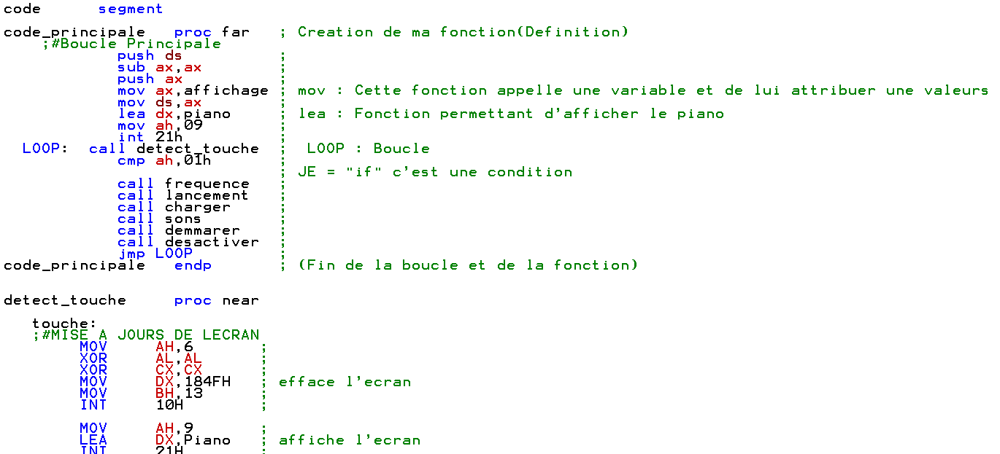 code      segment
code_principale   proc far   ; Creation de ma fonction(Definition)
;#Boucle Principale
push ds          ;
sub ax,ax        ;
push ax          ;
mov ax,affichage ; mov : Cette fonction appelle une variable et de lui attribuer une valeurs
mov ds,ax        ;
lea dx,piano     ; lea : Fonction permettant d'afficher le piano
mov ah,09        ;
int 21h          ;
LOOP:  call detect_touche  ;  LOOP : Boucle
cmp ah,01h       ;
; JE = "if" c'est une condition
call frequence   ;
call lancement   ;
call charger     ;
call sons        ;
call demmarer    ;
call desactiver  ;
jmp LOOP         ;
code_principale   endp       ; (Fin de la boucle et de la fonction)
detect_touche     proc near
touche:
;#MISE A JOURS DE LECRAN
MOV     AH,6       ;
XOR     AL,AL      ;
XOR     CX,CX      ;
MOV     DX,184FH   ; efface l'ecran
MOV     BH,13      ;
INT     10H        ;
MOV     AH,9       ;
LEA     DX,Piano   ; affiche l'ecran
INT     21H        ;